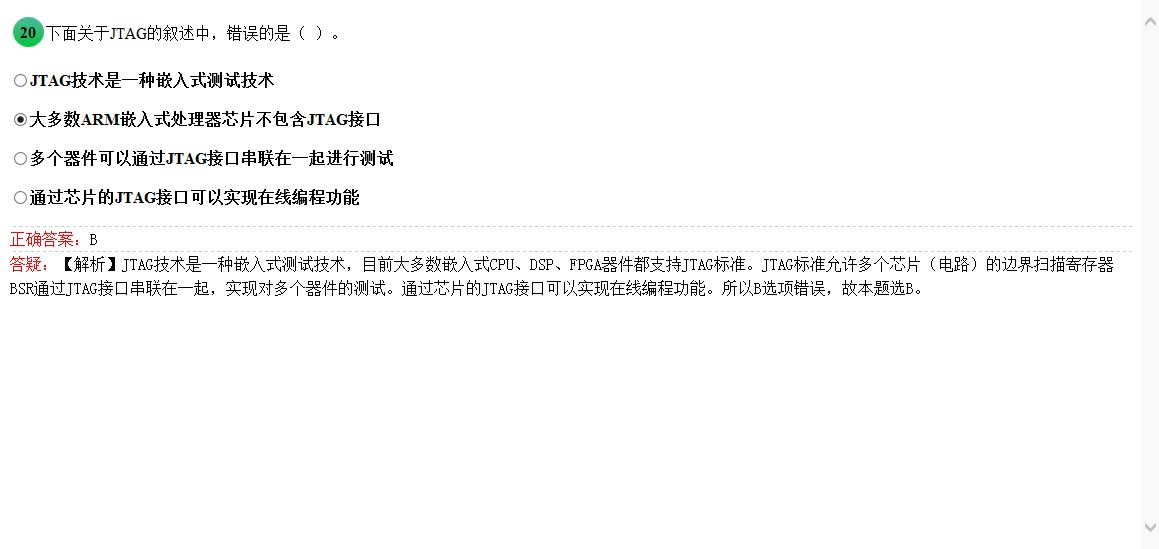 20 下面关于JTAG的叙述中，错误的是（ ）。
JTAG技术是一种嵌入式测试技术
大多数ARM嵌入式处理器芯片不包含JTAG接口
多个器件可以通过JTAG接口串联在一起进行测试
通过芯片的JTAG接口可以实现在线编程功能
正确答案：B
答疑：【解析】JTAG技术是一种嵌入式测试技术，目前大多数嵌入式CPU、DSP、FPGA器件都支持JTAG标准。JTAG标准允许多个芯片（电路）的边界扫描寄存器
BSR通过JTAG接口串联在一起，实现对多个器件的测试。通过芯片的JTAG接口可以实现在线编程功能。所以B选项错误，故本题选B。